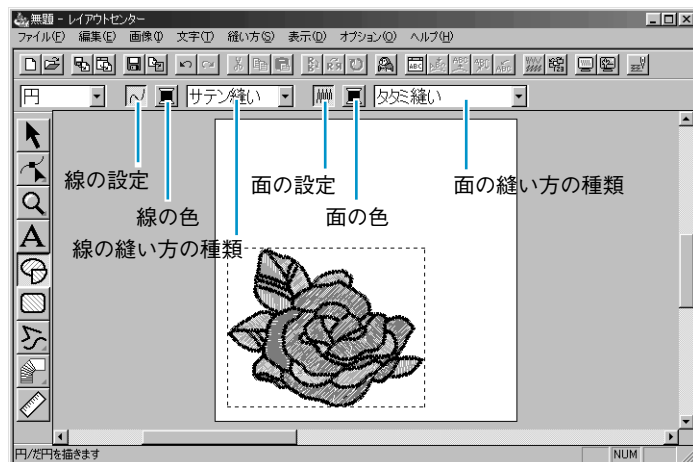 無題 - レイアウトセンター
ファイル(F) 編集(E) 画像(I) 文字(T) 縫い方(S) 表示(D) オプション(O) ヘルプ(H)
円 サテン縫い タタミ縫い
線の設定 面の設定 面の縫い方の種類
線の色 面の色
線の縫い方の種類
A
円/だ円を描きます NUM